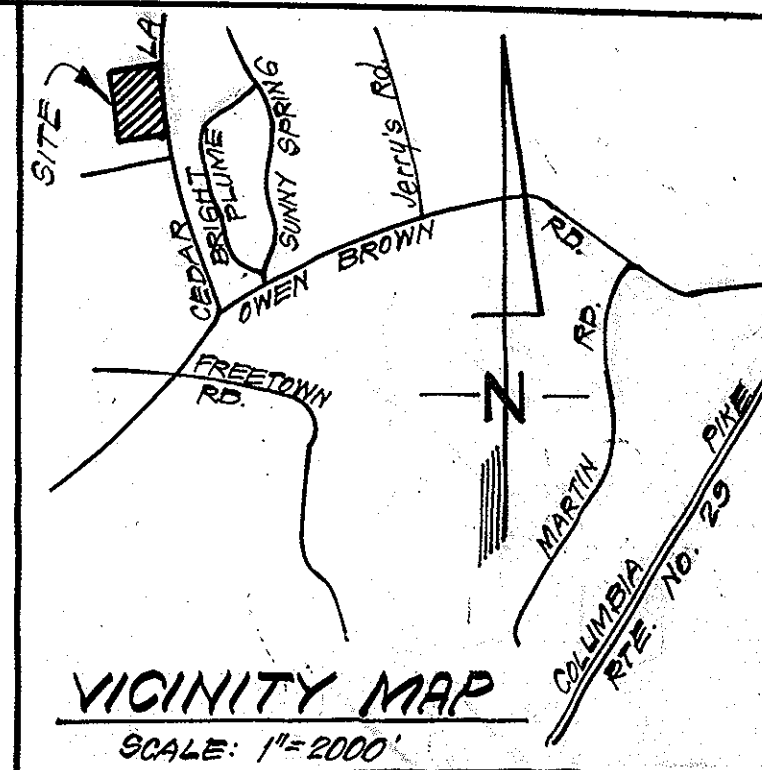 SITE
CEDAR LA
BRIGHT
PLUME
SUNNY SPRING
Jerry's Rd.
OWEN BROWN RD.
FREETOWN
RD.
MARTIN RD.
N
COLUMBIA PIKE
RTE. NO. 29
VICINITY MAP
SCALE: 1"=2000'